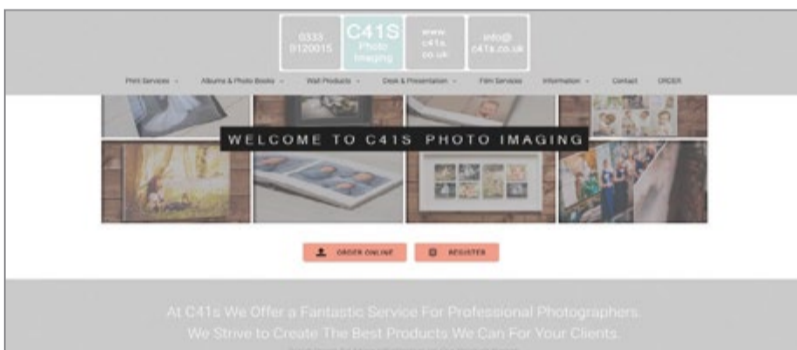 0333
0120015
C41S
Photo
Imaging
www.
c41s.
co.uk
info@
c41s.co.uk
Print Services
Albums & Photo Books
Wall Products
Desk & Presentation
Film Services
Information
Contact
ORDER
WELCOME TO C41S PHOTO IMAGING
ORDER ONLINE
REGISTER
At C41s We Offer a Fantastic Service For Professional Photographers.
We Strive to Create The Best Products We Can For Your Clients.